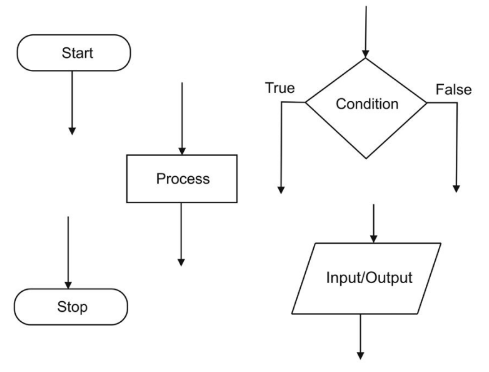 Start
True
Condition
False
Process
Input/Output
Stop